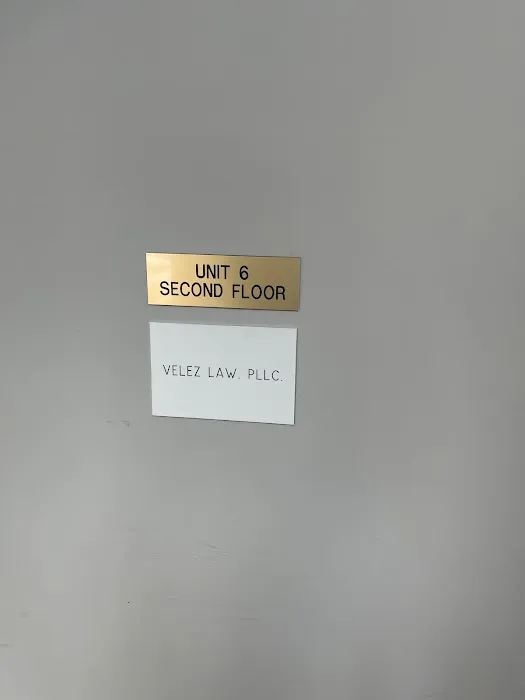 UNIT 6
SECOND FLOOR
VELEZ LAW. PLLC.